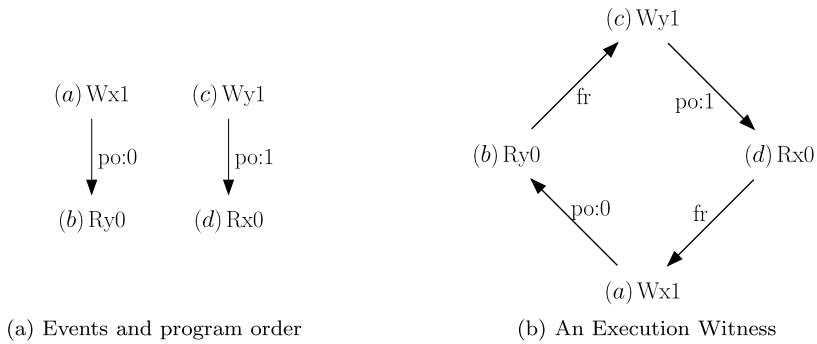 (a) Wx1
(c) Wy1
po:0
po:1
(b) Ry0
(d) Rx0
(a) Events and program order
(c) Wy1
fr
po:1
(b) Ry0
(d) Rx0
po:0
fr
(a) Wx1
(b) An Execution Witness